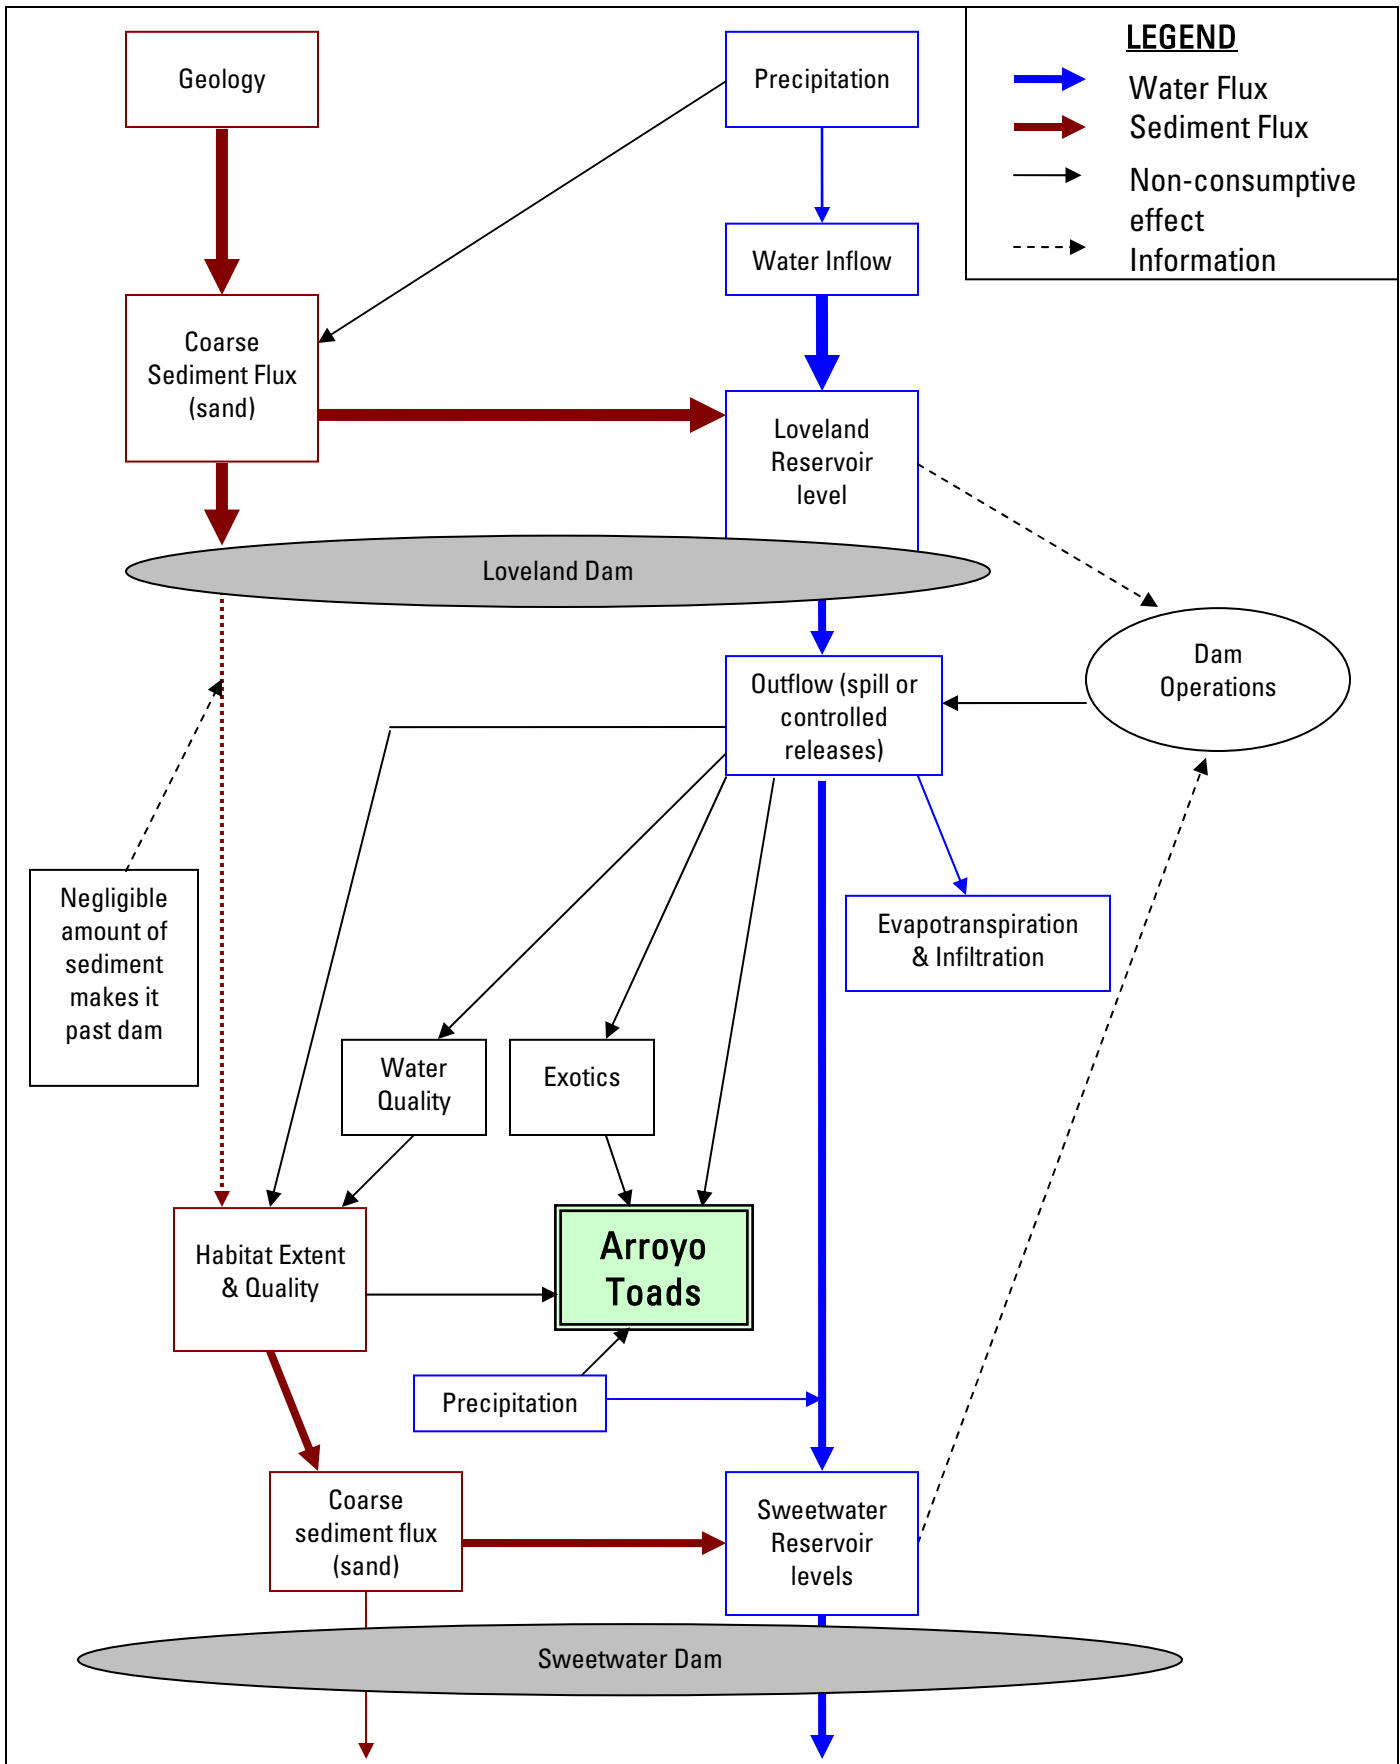 LEGEND
Water Flux
Sediment Flux
Non-consumptive
effect
Information
Geology
Precipitation
Water Inflow
Coarse
Sediment Flux
(sand)
Loveland
Reservoir
level
Loveland Dam
Dam
Operations
Outflow (spill or
controlled
releases)
Negligible
amount of
sediment
makes it
past dam
Evapotranspiration
& Infiltration
Water
Quality
Exotics
Habitat Extent
& Quality
Arroyo
Toads
Precipitation
Coarse
sediment flux
(sand)
Sweetwater
Reservoir
levels
Sweetwater Dam